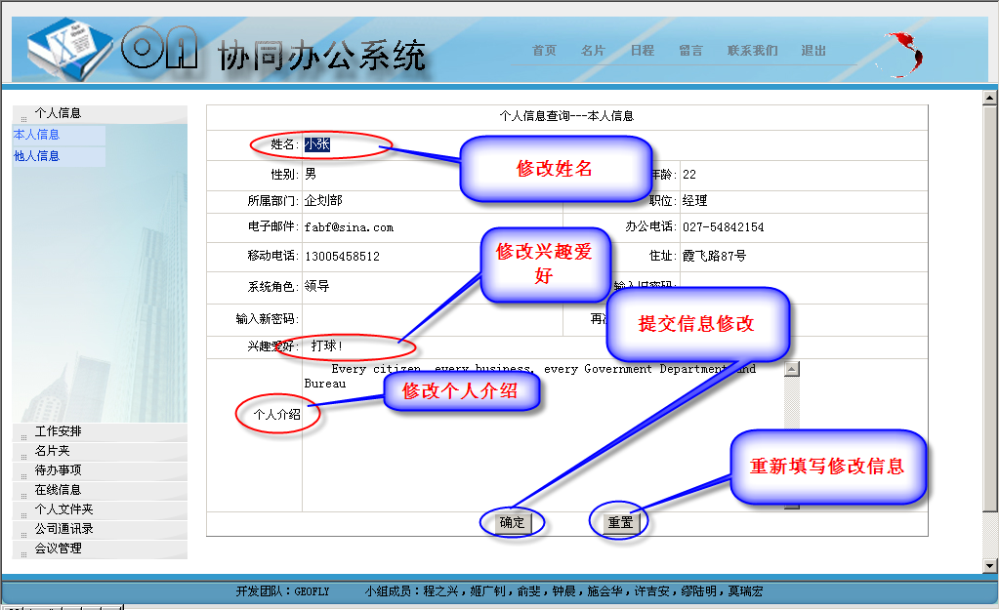 OA 协同办公系统
首页 名片 日程 留言 联系我们 退出
个人信息
本人信息
他人信息
工作安排
名片夹
待办事项
在线信息
个人文件夹
公司通讯录
会议管理
个人信息查询---本人信息
姓名: 小张
修改姓名
性别: 男 年龄: 22
所属部门: 企划部 职位: 经理
电子邮件: fabf@sina.com 办公电话: 027-54842154
修改兴趣爱
好
移动电话: 13005458512 住址: 霞飞路87号
系统角色: 领导 输入旧密码:
输入新密码: 再
提交信息修改
兴趣爱好: 打球!
Every citizen, every business, every Government Department and
Bureau
修改个人介绍
个人介绍
重新填写修改信息
确定 重置
开发团队：GEOFLY 小组成员：程之兴，姬广钊，俞斐，钟晨，施会华，许吉安，缪陆明，莫瑞宏